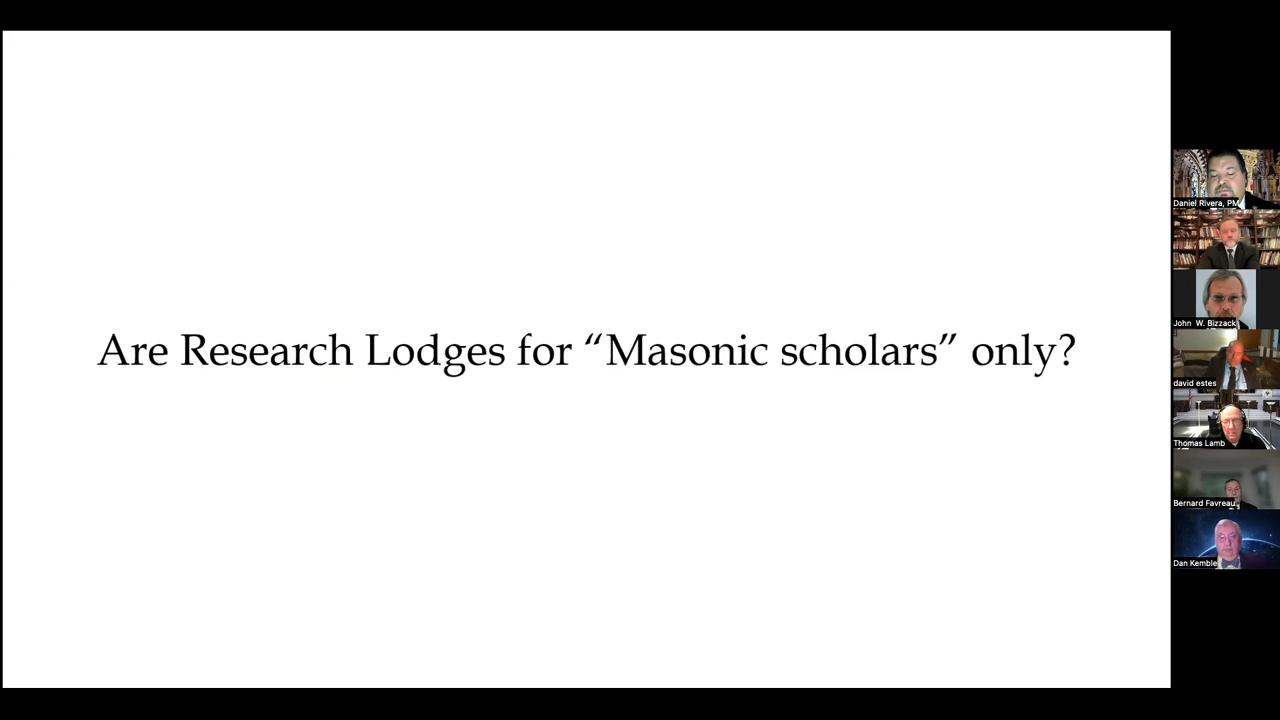 Are Research Lodges for “Masonic scholars” only?
Daniel Rivera, PM
John W. Bizzack
david estes
Thomas Lamb
Bernard Favreau
Dan Kemble